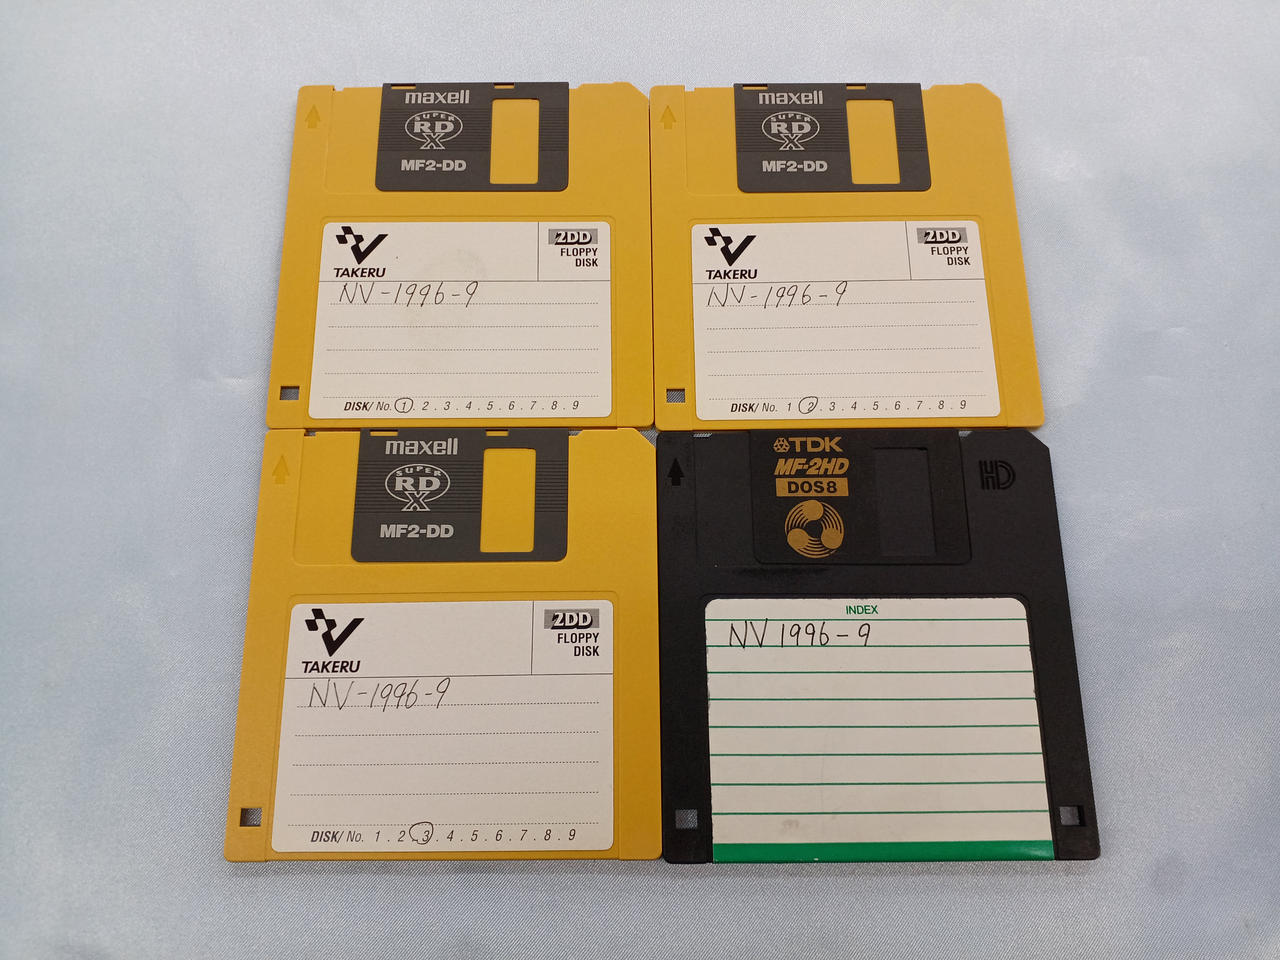 maxell
SUPER
RD
X
MF2-DD
TAKERU
2DD
FLOPPY
DISK
NV-1996-9
DISK/ No. 1 . 2 . 3 . 4 . 5 . 6 . 7 . 8 . 9
maxell
SUPER
RD
X
MF2-DD
TAKERU
2DD
FLOPPY
DISK
NV-1996-9
DISK/ No. 1 . 2 . 3 . 4 . 5 . 6 . 7 . 8 . 9
maxell
SUPER
RD
X
MF2-DD
TAKERU
2DD
FLOPPY
DISK
NV-1996-9
DISK/ No. 1 . 2 . 3 . 4 . 5 . 6 . 7 . 8 . 9
TDK
MF-2HD
DOS8
HD
INDEX
NV 1996-9